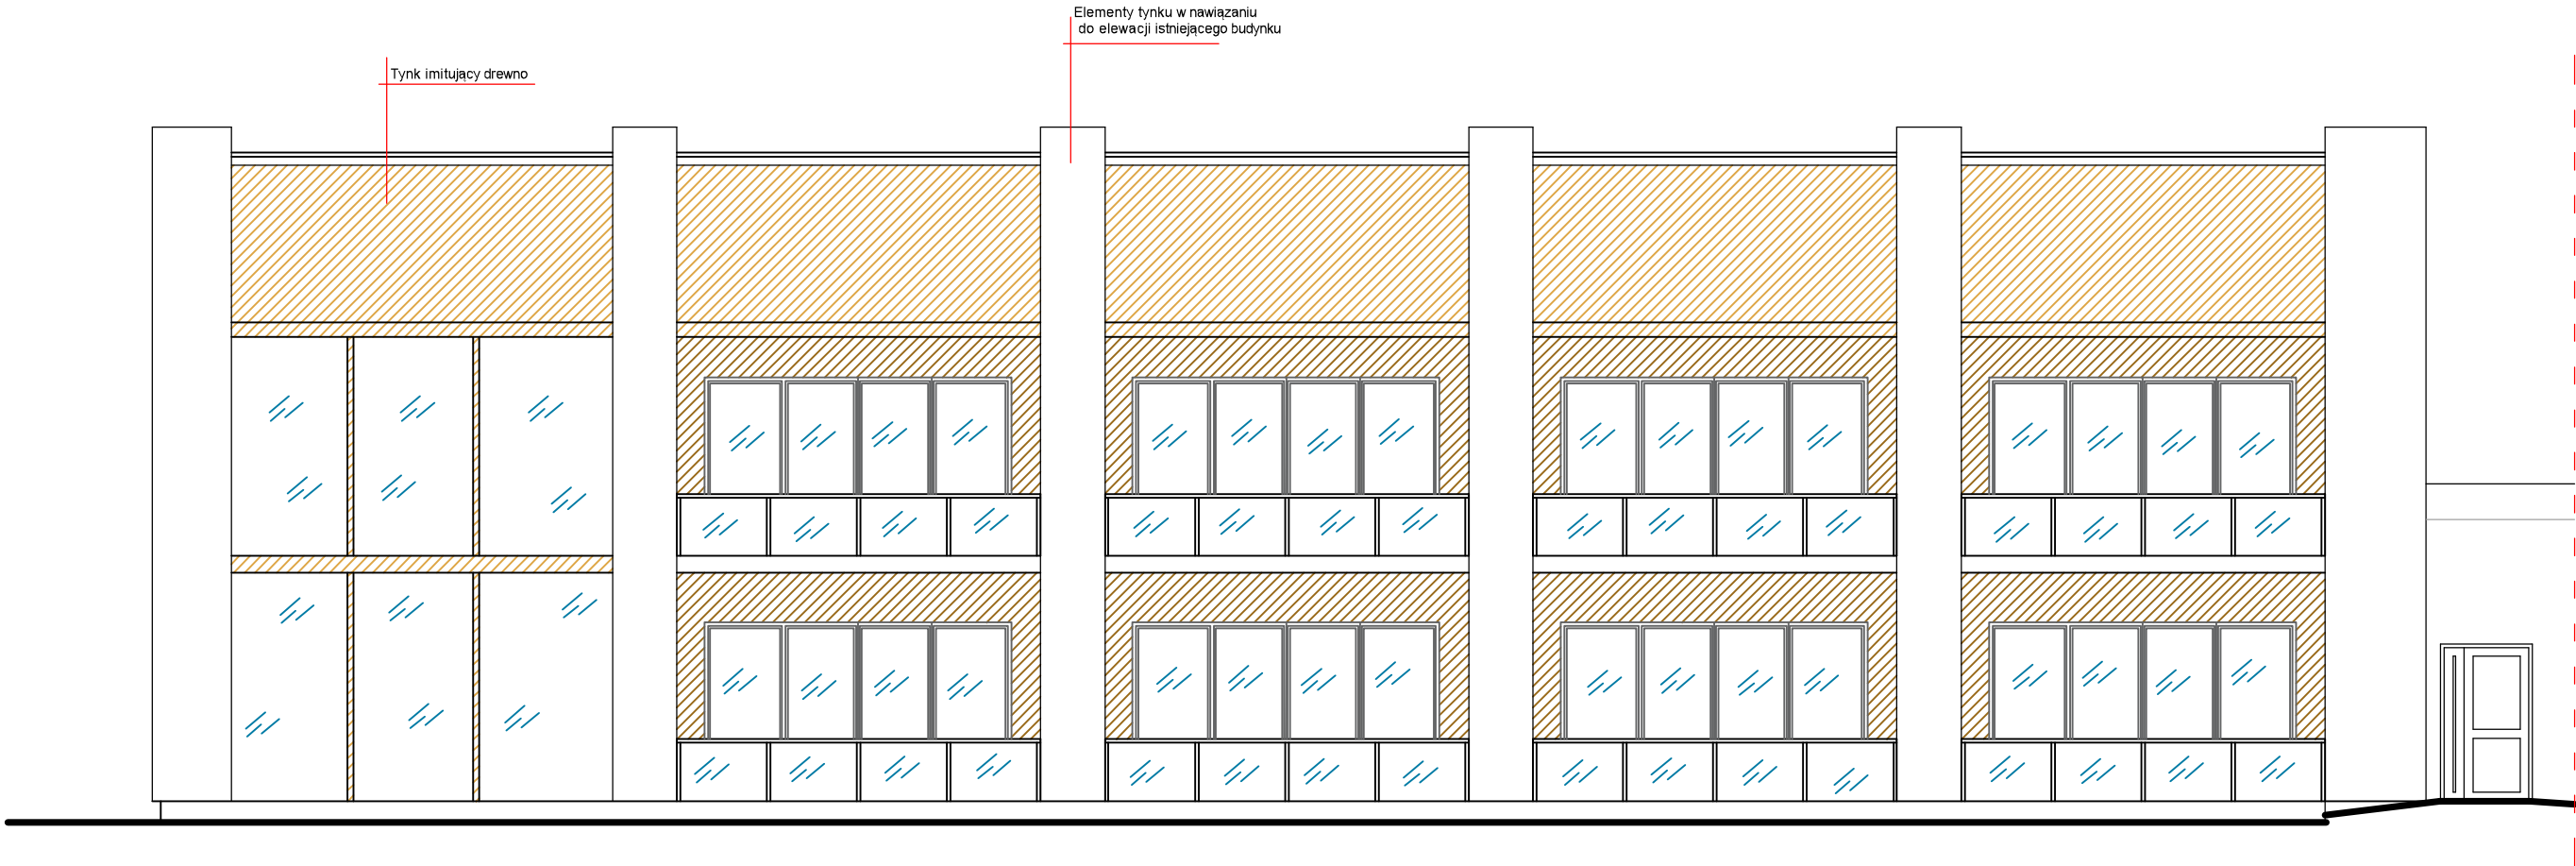 Elementy tynku w nawiązaniu
do elewacji istniejącego budynku
Tynk imitujący drewno